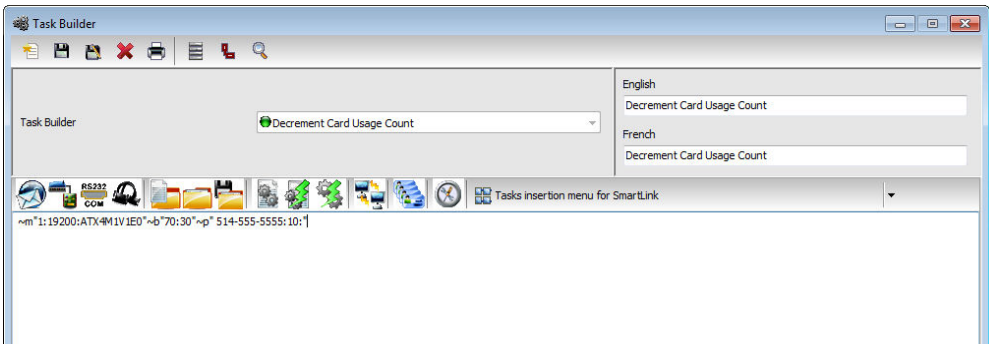 Task Builder
English
Decrement Card Usage Count
Task Builder
Decrement Card Usage Count
French
Decrement Card Usage Count
RS232
COM
Tasks insertion menu for SmartLink
~m"1:19200:ATX4M1V1E0"~b"70:30"~p" 514-555-5555:10:"